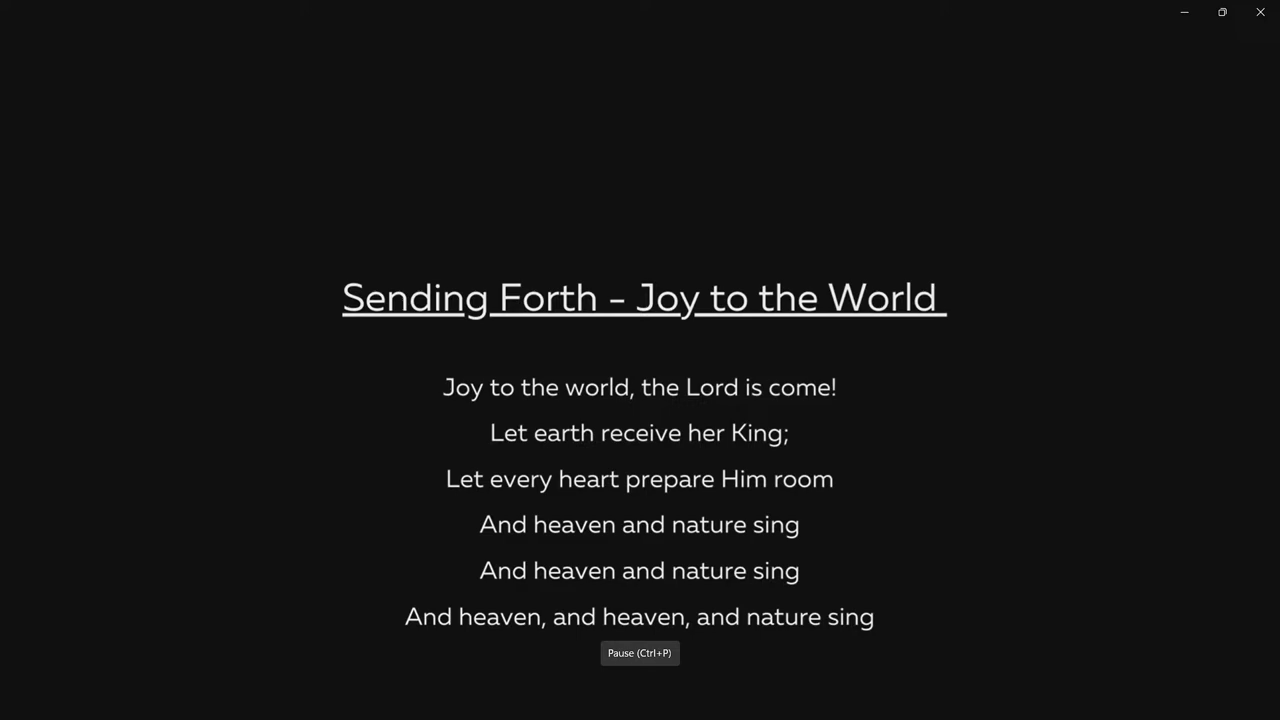 Sending Forth - Joy to the World
Joy to the world, the Lord is come!
Let earth receive her King;
Let every heart prepare Him room
And heaven and nature sing
And heaven and nature sing
And heaven, and heaven, and nature sing
Pause (Ctrl+P)